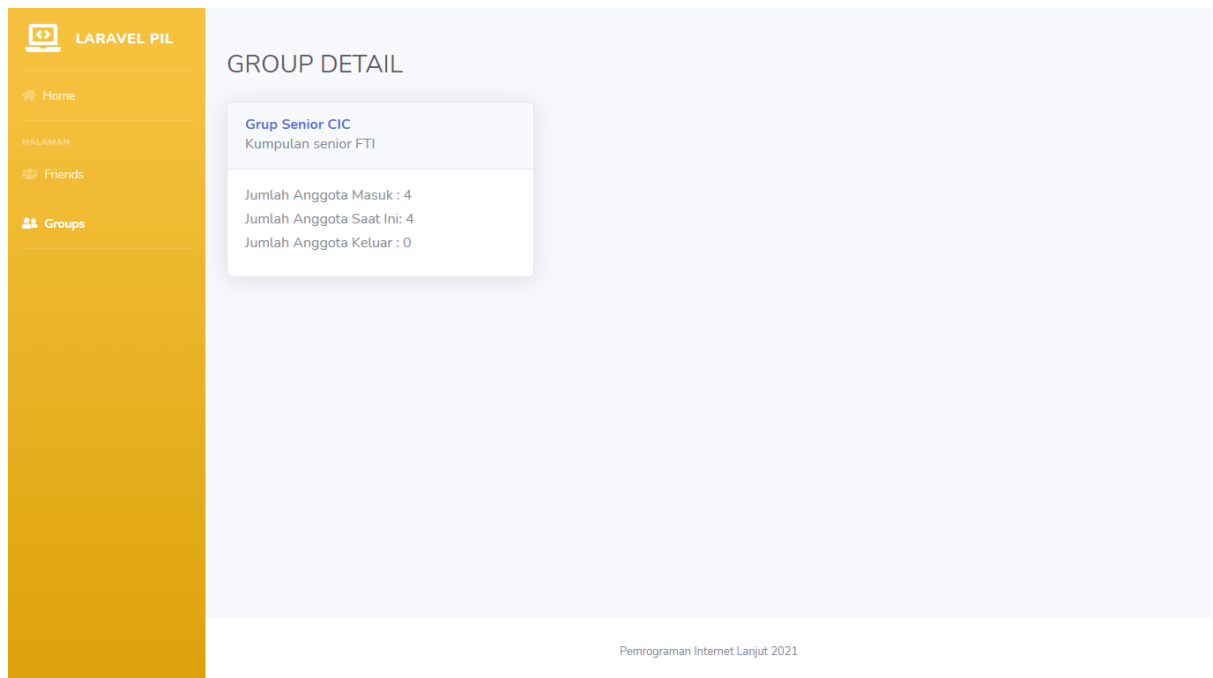 LARAVEL PIL
Home
HALAMAN
Friends
Groups
GROUP DETAIL
Grup Senior CIC
Kumpulan senior FTI
Jumlah Anggota Masuk : 4
Jumlah Anggota Saat Ini: 4
Jumlah Anggota Keluar : 0
Pemrograman Internet Lanjut 2021